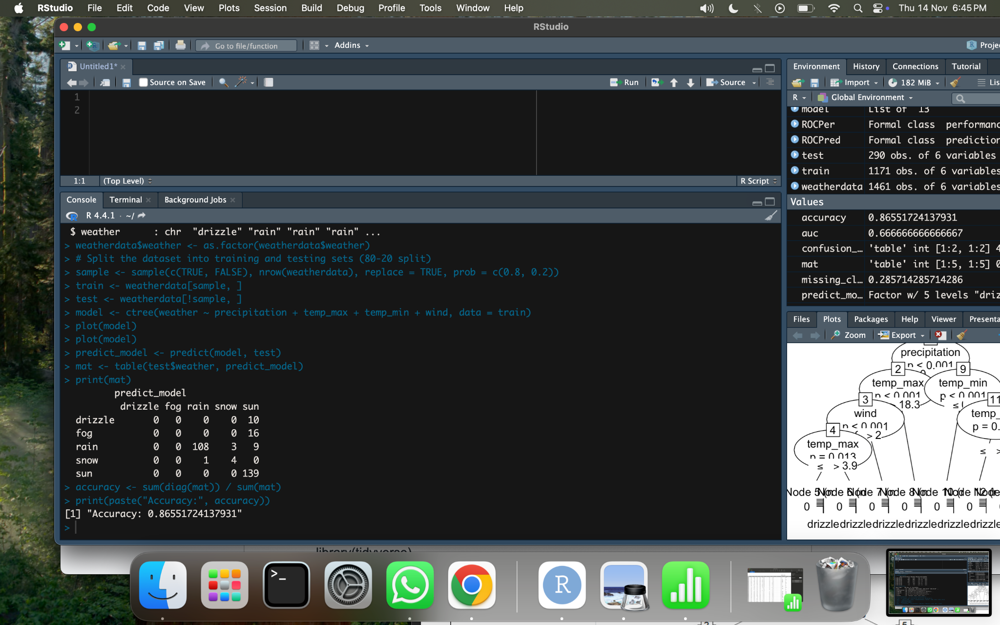 RStudio File Edit Code View Plots Session Build Debug Profile Tools Window Help Thu 14 Nov 6:45 PM
RStudio
Go to file/function Addins
Untitled1*
Source on Save Run Source
1
2
1:1 (Top Level) R Script
Console Terminal Background Jobs
R 4.4.1 · ~/
$ weather : chr "drizzle" "rain" "rain" "rain" ...
> weatherdata$weather <- as.factor(weatherdata$weather)
> # Split the dataset into training and testing sets (80-20 split)
> sample <- sample(c(TRUE, FALSE), nrow(weatherdata), replace = TRUE, prob = c(0.8, 0.2))
> train <- weatherdata[sample, ]
> test <- weatherdata[!sample, ]
> model <- ctree(weather ~ precipitation + temp_max + temp_min + wind, data = train)
> plot(model)
> plot(model)
> predict_model <- predict(model, test)
> mat <- table(test$weather, predict_model)
> print(mat)
predict_model
drizzle fog rain snow sun
drizzle 0 0 0 0 10
fog 0 0 0 0 16
rain 0 0 108 3 9
snow 0 0 1 4 0
sun 0 0 0 0 139
> accuracy <- sum(diag(mat)) / sum(mat)
> print(paste("Accuracy:", accuracy))
[1] "Accuracy: 0.86551724137931"
>
Environment History Connections Tutorial
Import 182 MiB Lis
R Global Environment
model List of 13
ROCPer Formal class performanc
ROCPred Formal class prediction
test 290 obs. of 6 variables
train 1171 obs. of 6 variables
weatherdata 1461 obs. of 6 variables
Values
accuracy 0.86551724137931
auc 0.666666666666667
confusion_… 'table' int [1:2, 1:2] 4
mat 'table' int [1:5, 1:5] 0
missing_cl… 0.285714285714286
predict_mo… Factor w/ 5 levels "driz
Files Plots Packages Help Viewer Presenta
Zoom Export
precipitation
p < 0.001
2 9
temp_max temp_min
p < 0.001 p < 0.001
3 18.3 ≤ 11
wind temp_
p < 0.001 p = 0.
4 > 2
temp_max
p = 0.013
≤ > 3.9 ≤ >
Node 5 Node 6 Node 7 Node 8 Node 10 Node 12 Node
0 0 0 0 0 0
drizzle drizzle drizzle drizzle drizzle drizzle
library(tidyverse)
>_
R